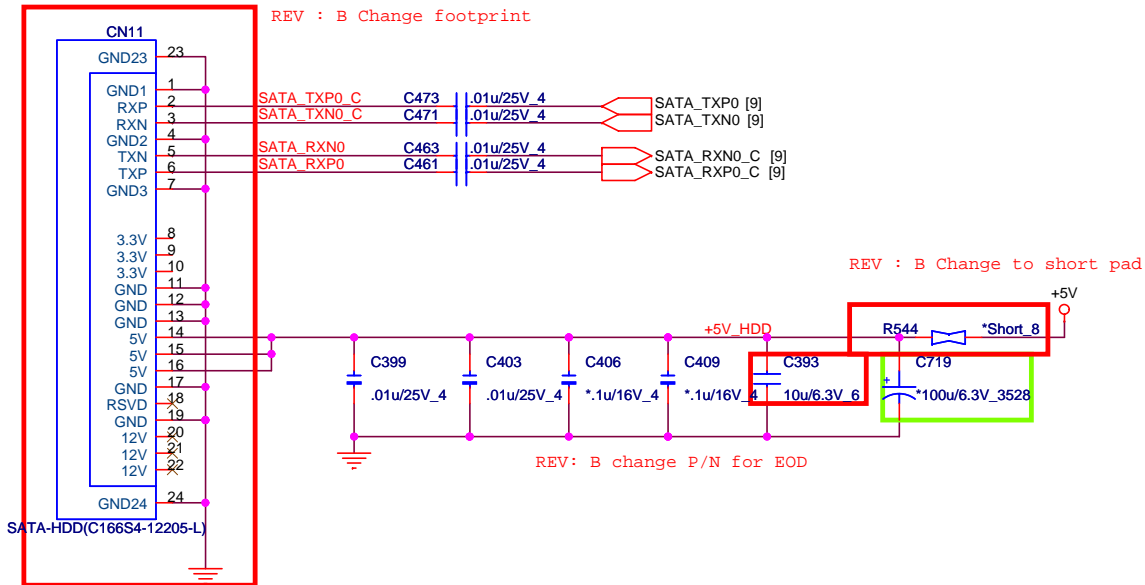 REV : B Change footprint
CN11
GND23 23
GND1 1
RXP 2 SATA_TXP0_C C473 .01u/25V_4 SATA_TXP0 [9]
RXN 3 SATA_TXN0_C C471 .01u/25V_4 SATA_TXN0 [9]
GND2 4
TXN 5 SATA_RXN0 C463 .01u/25V_4 SATA_RXN0_C [9]
TXP 6 SATA_RXP0 C461 .01u/25V_4 SATA_RXP0_C [9]
GND3 7
3.3V 8
3.3V 9
3.3V 10
GND 11
GND 12
GND 13
5V 14
5V 15
5V 16
GND 17
RSVD 18
GND 19
12V 20
12V 21
12V 22
GND24 24
SATA-HDD(C166S4-12205-L)
REV : B Change to short pad
+5V
+5V_HDD R544 *Short_8
C399 C403 C406 C409 C393 C719
.01u/25V_4 .01u/25V_4 *.1u/16V_4 *.1u/16V_4 10u/6.3V_6 + *100u/6.3V_3528
REV: B change P/N for EOD